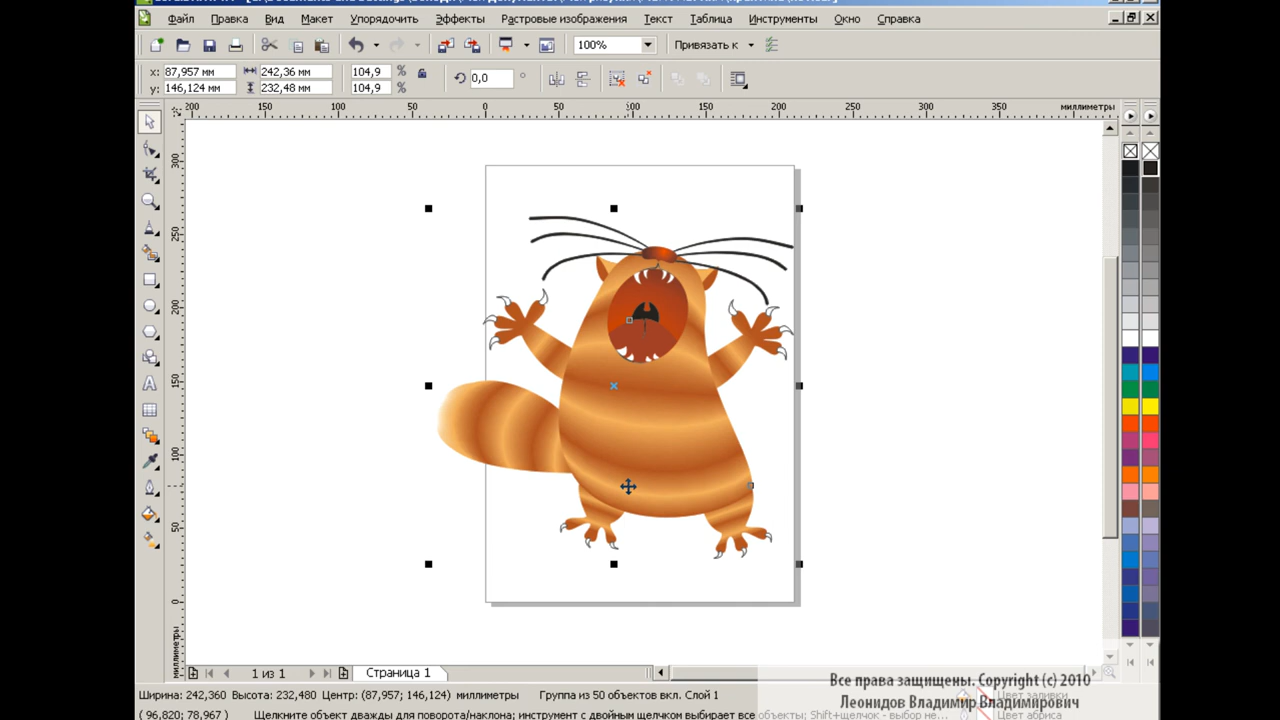 Файл Правка Вид Макет Упорядочить Эффекты Растровые изображения Текст Таблица Инструменты Окно Справка
100% Привязать к
x: 87,957 мм 242,36 мм 104,9 % 0,0 °
y: 146,124 мм 232,48 мм 104,9 %
200 150 100 50 0 50 100 150 200 250 300 350 миллиметры
300
250
200
150
100
50
0
миллиметры
1 из 1 Страница 1
Все права защищены. Copyright (c) 2010
Леонидов Владимир Владимирович
Ширина: 242,360 Высота: 232,480 Центр: (87,957; 146,124) миллиметры Группа из 50 объектов вкл. Слой 1 Цвет заливки
( 96,820; 78,967 ) Щелкните объект дважды для поворота/наклона; инструмент с двойным щелчком выбирает все объекты; Shift+щелчок - выбор не... Цвет абриса